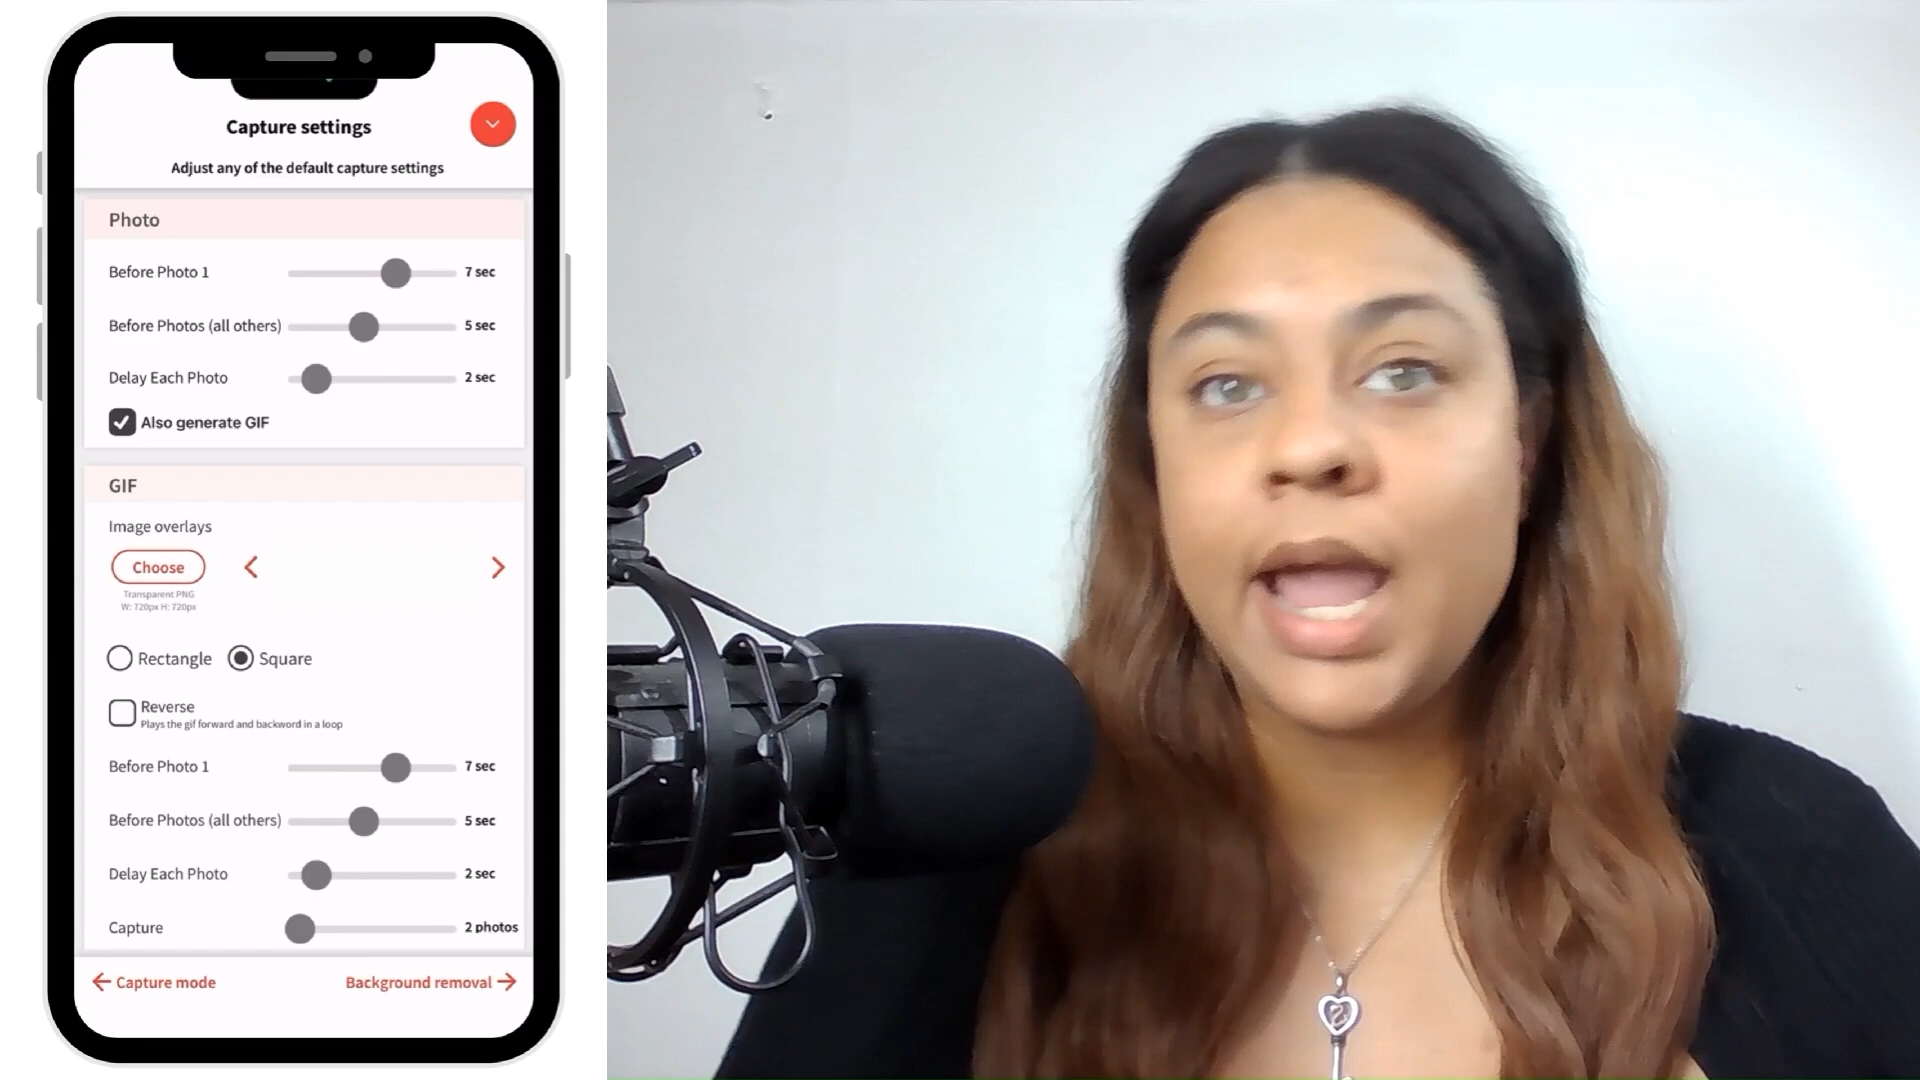 Capture settings
Adjust any of the default capture settings
Photo
Before Photo 1 7 sec
Before Photos (all others) 5 sec
Delay Each Photo 2 sec
Also generate GIF
GIF
Image overlays
Choose
Transparent PNG
W: 720px H: 720px
Rectangle Square
Reverse
Plays the gif forward and backword in a loop
Before Photo 1 7 sec
Before Photos (all others) 5 sec
Delay Each Photo 2 sec
Capture 2 photos
Capture mode Background removal